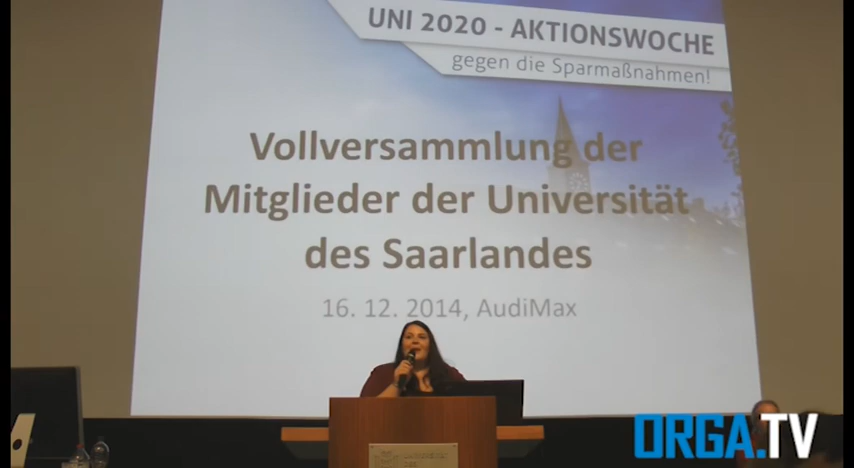 UNI 2020 - AKTIONSWOCHE
gegen die Sparmaßnahmen!
Vollversammlung der
Mitglieder der Universität
des Saarlandes
16. 12. 2014, AudiMax
ORGA.TV